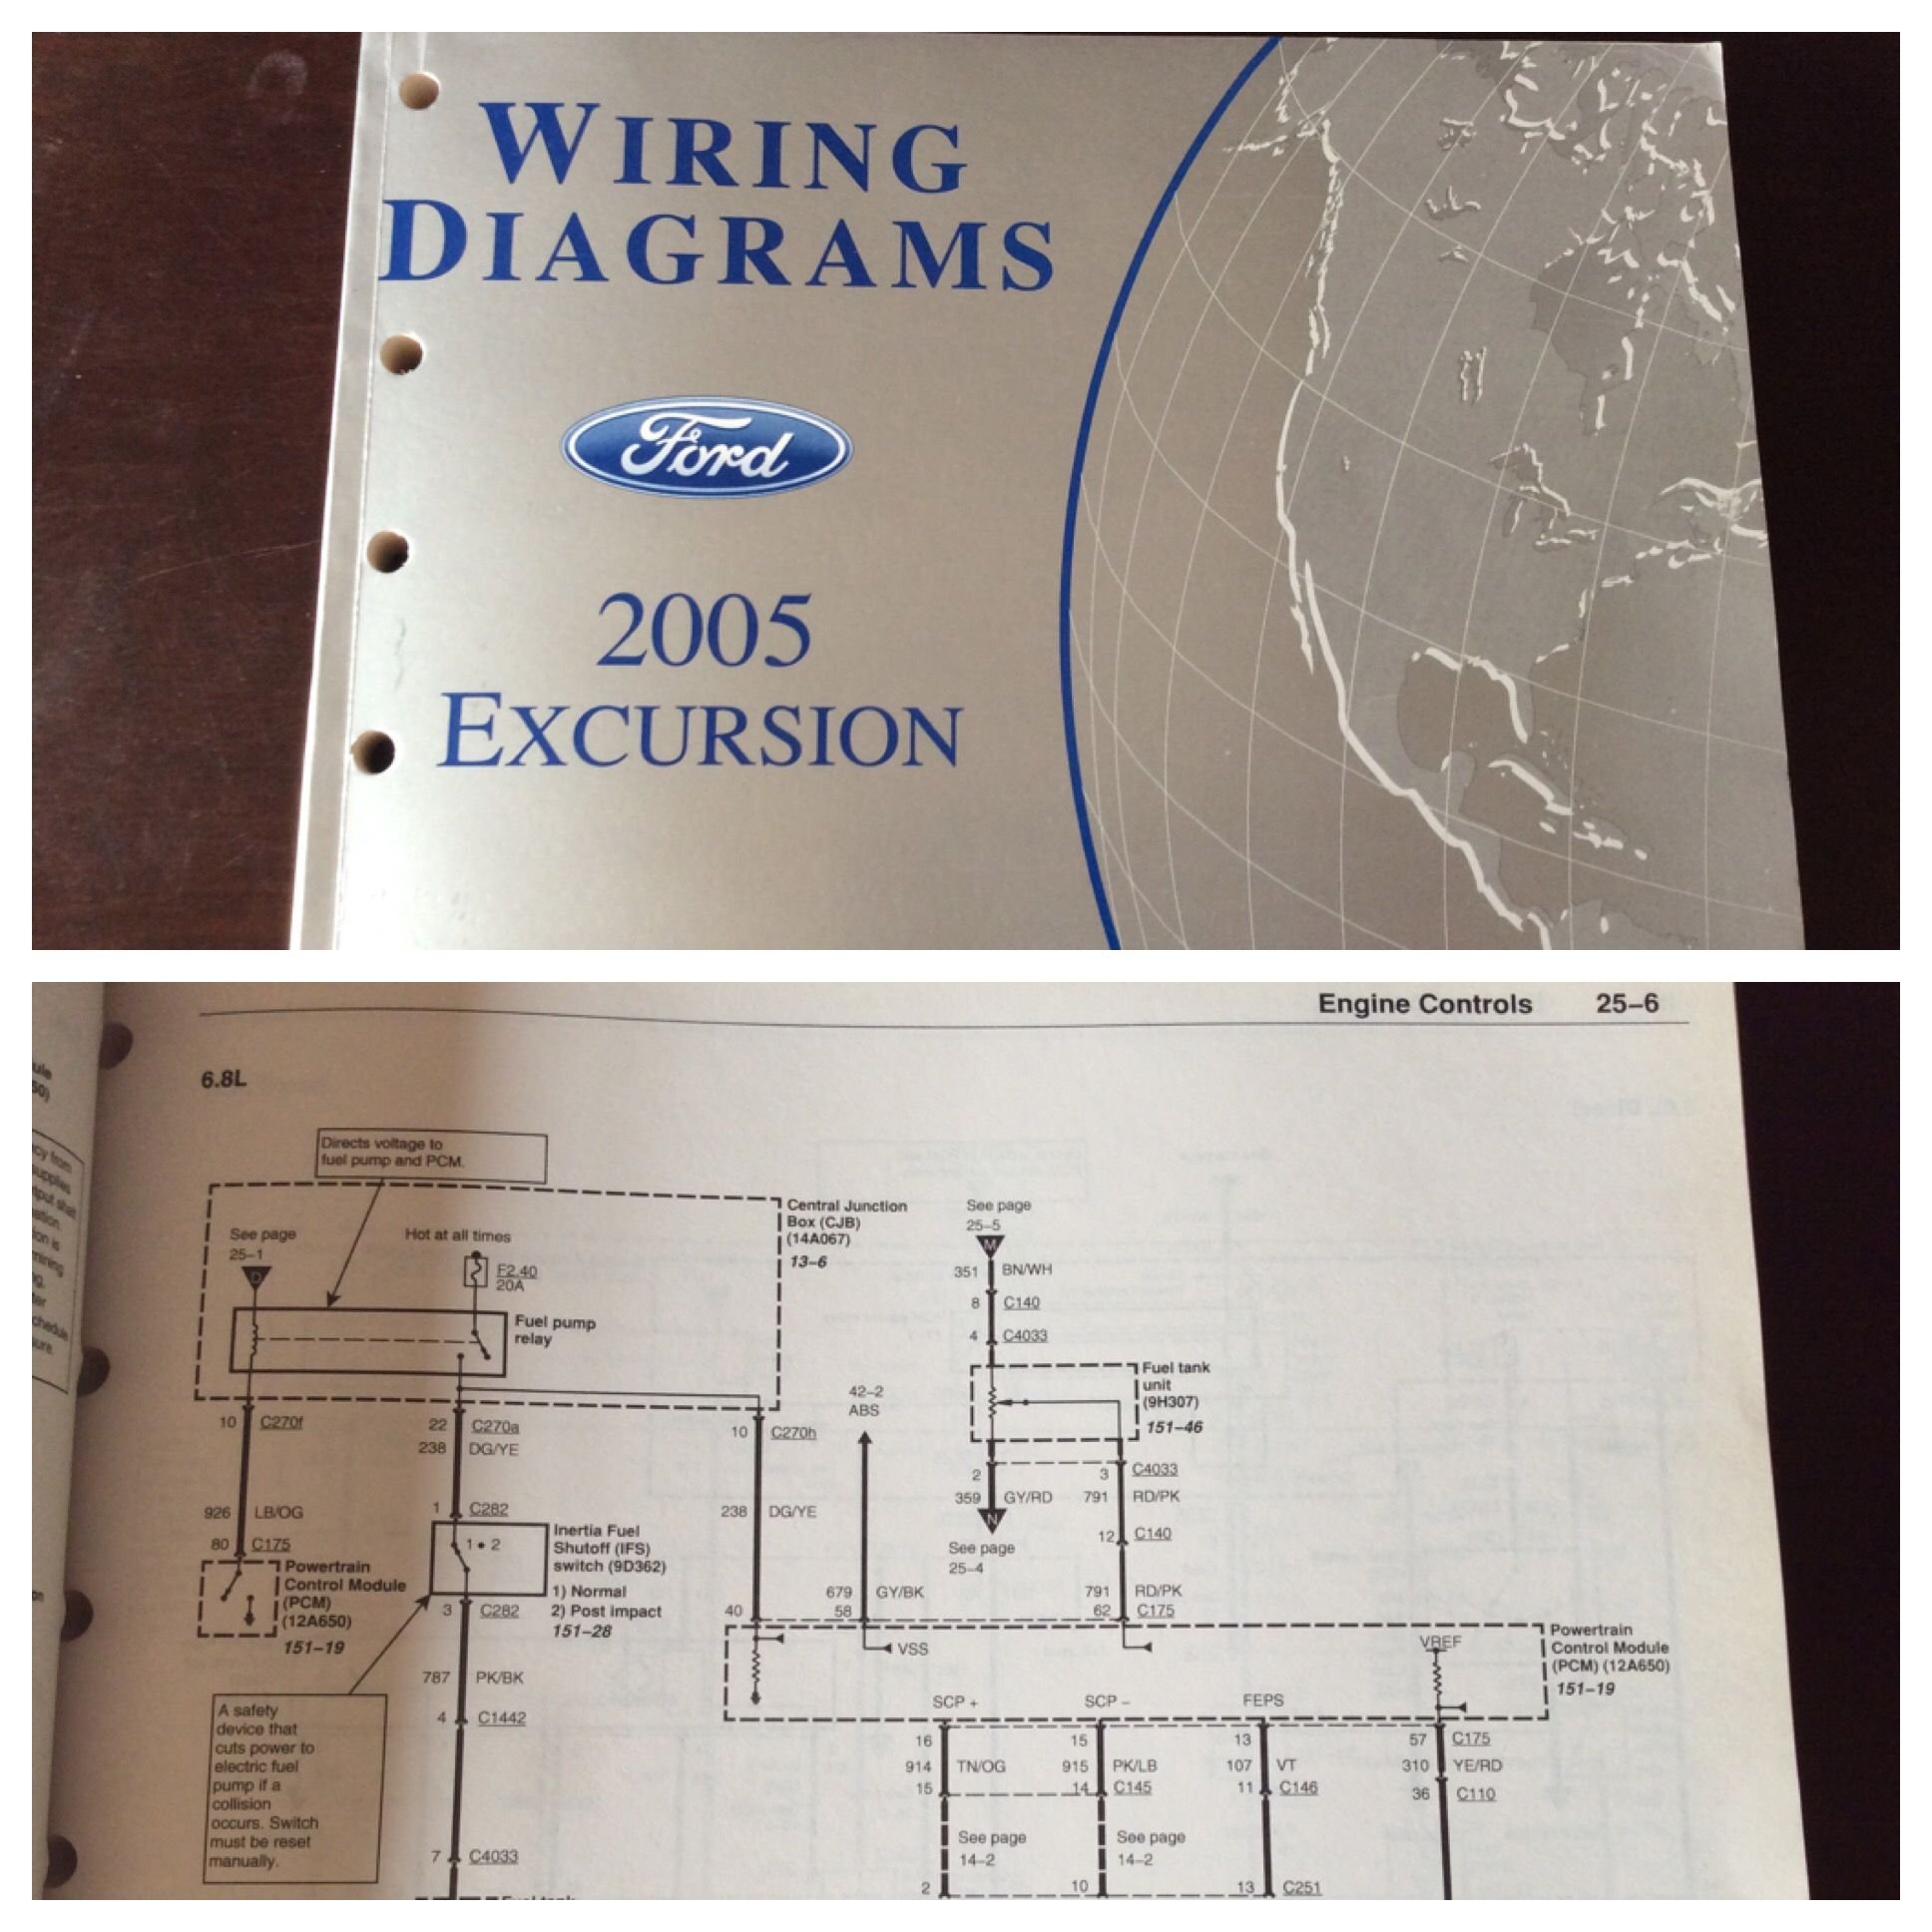 WIRING
DIAGRAMS
Ford
2005
EXCURSION
Engine Controls 25–6
6.8L
Directs voltage to
fuel pump and PCM.
See page
25–1
D
Hot at all times
F2.40
20A
Fuel pump
relay
Central Junction
Box (CJB)
(14A067)
13–6
See page
25–5
M
351 BN/WH
8 C140
4 C4033
Fuel tank
unit
(9H307)
151–46
42–2
ABS
10 C270f
22 C270a
238 DG/YE
10 C270h
2
3 C4033
359 GY/RD
791 RD/PK
N
See page
25–4
12 C140
926 LB/OG
80 C175
Powertrain
Control Module
(PCM)
(12A650)
151–19
1 C282
1 • 2
Inertia Fuel
Shutoff (IFS)
switch (9D362)
1) Normal
2) Post impact
151–28
3 C282
238 DG/YE
40
679 GY/BK
58
791 RD/PK
62 C175
VSS
VREF
Powertrain
Control Module
(PCM) (12A650)
151–19
SCP +
SCP –
FEPS
787 PK/BK
4 C1442
A safety
device that
cuts power to
electric fuel
pump if a
collision
occurs. Switch
must be reset
manually.
7 C4033
16
15
13
57 C175
914 TN/OG
915 PK/LB
107 VT
310 YE/RD
15
14 C145
11 C146
36 C110
See page
14–2
See page
14–2
2
10
13 C251
Fuel tank